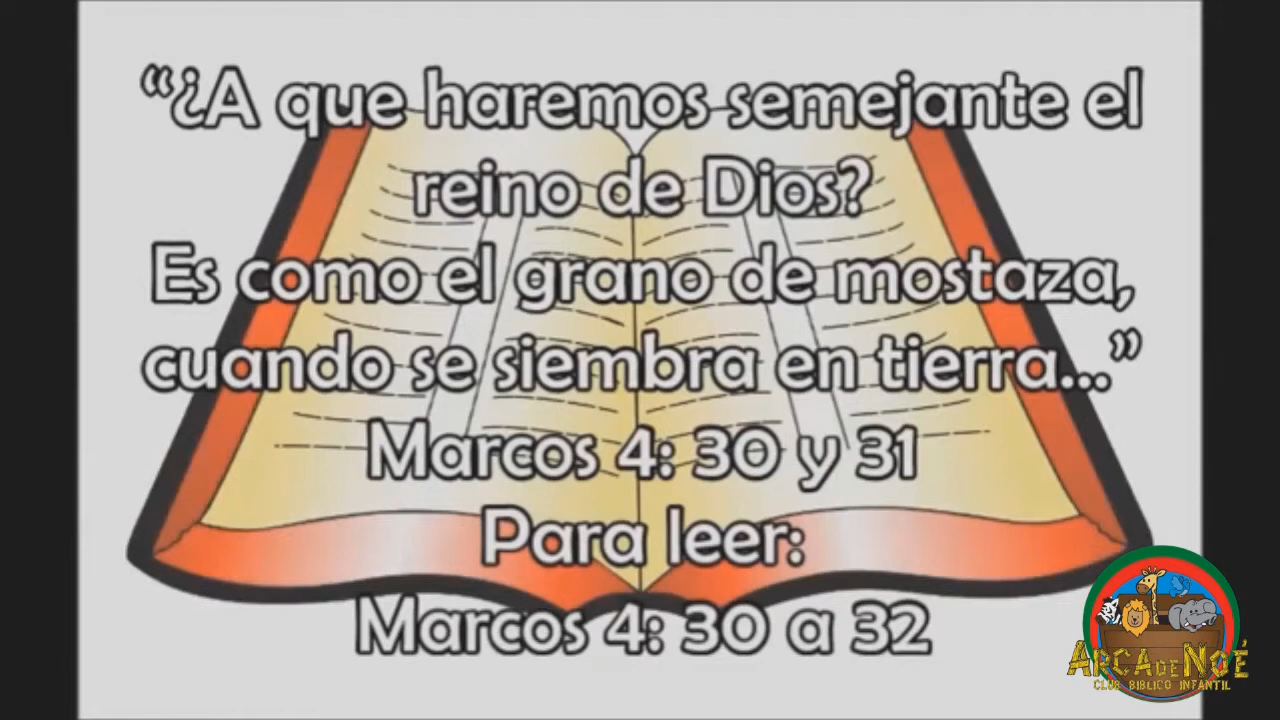 “¿A que haremos semejante el
reino de Dios?
Es como el grano de mostaza,
cuando se siembra en tierra...”
Marcos 4: 30 y 31
Para leer:
Marcos 4: 30 a 32
ARCA DE NOÉ
CLUB BIBLICO INFANTIL